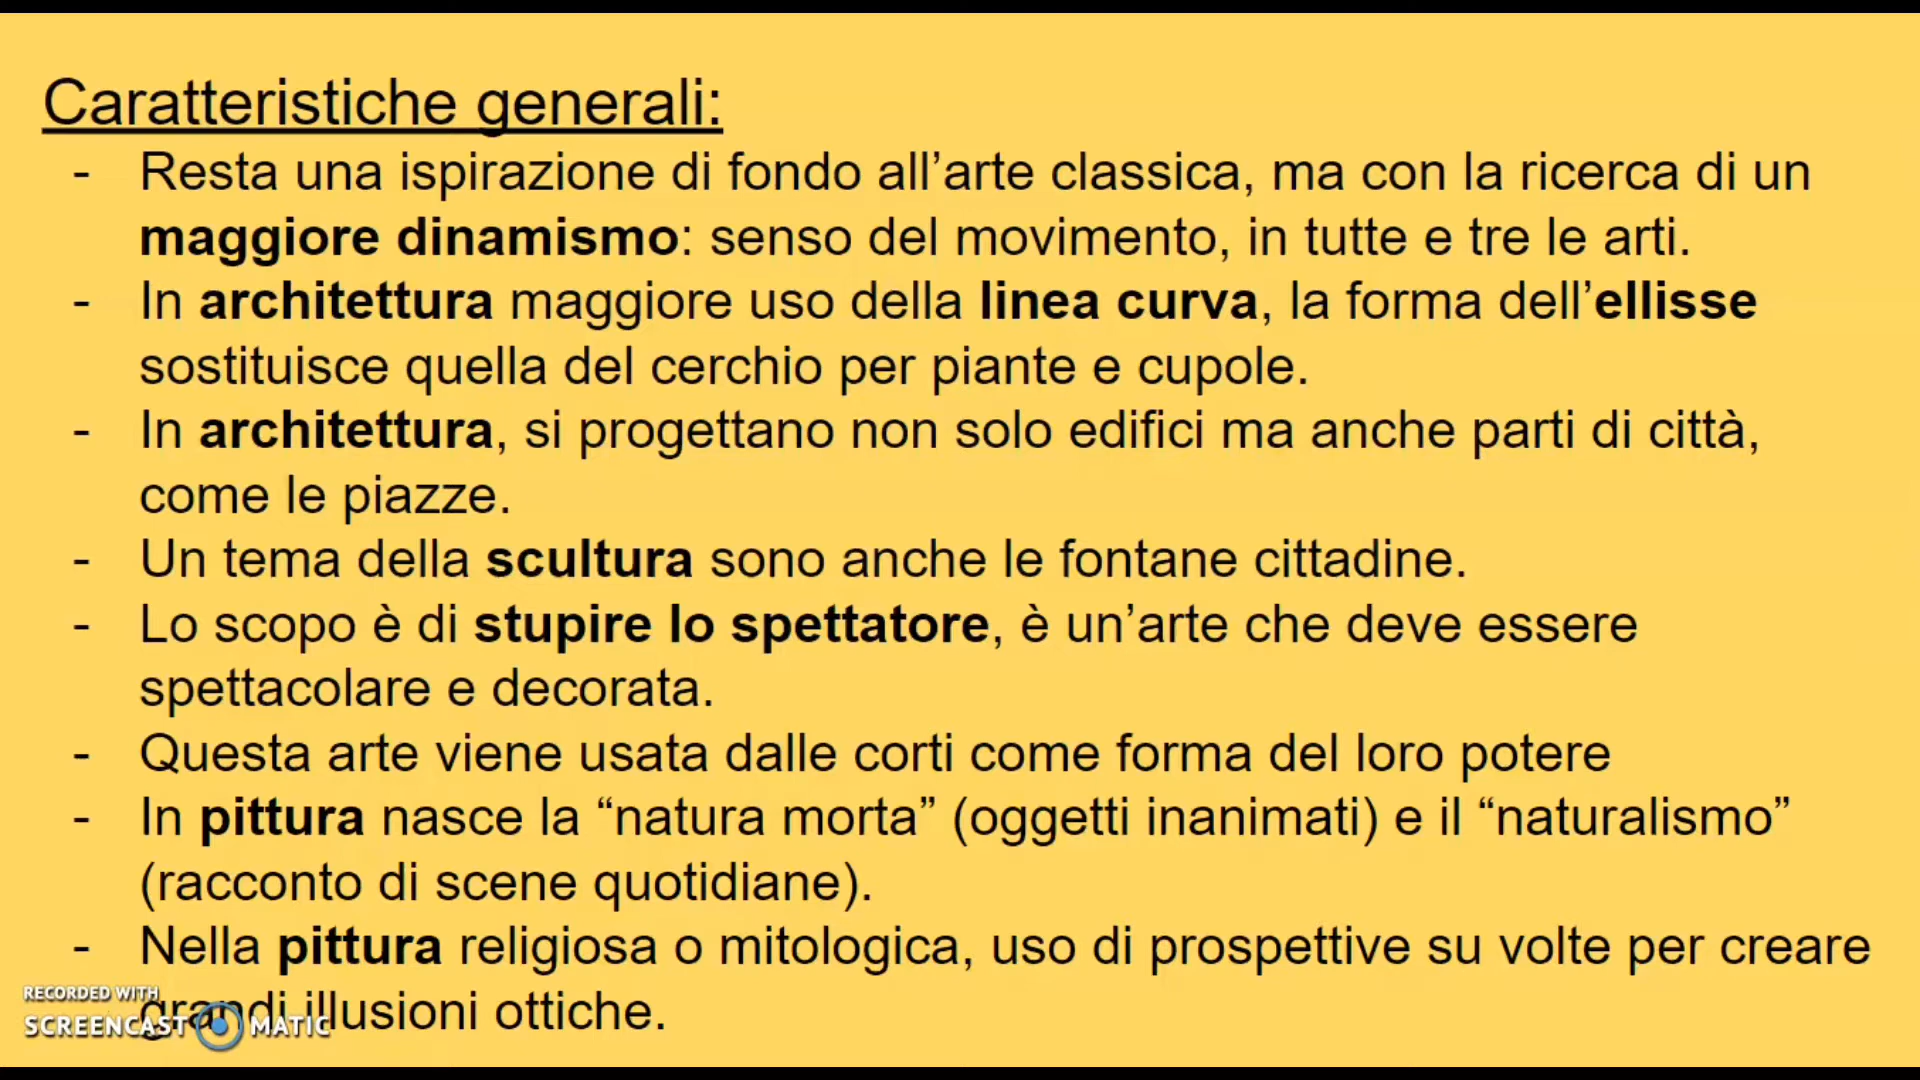 Caratteristiche generali:
- Resta una ispirazione di fondo all’arte classica, ma con la ricerca di un
maggiore dinamismo: senso del movimento, in tutte e tre le arti.
- In architettura maggiore uso della linea curva, la forma dell’ellisse
sostituisce quella del cerchio per piante e cupole.
- In architettura, si progettano non solo edifici ma anche parti di città,
come le piazze.
- Un tema della scultura sono anche le fontane cittadine.
- Lo scopo è di stupire lo spettatore, è un’arte che deve essere
spettacolare e decorata.
- Questa arte viene usata dalle corti come forma del loro potere
- In pittura nasce la “natura morta” (oggetti inanimati) e il “naturalismo”
(racconto di scene quotidiane).
- Nella pittura religiosa o mitologica, uso di prospettive su volte per creare
grandi illusioni ottiche.
RECORDED WITH
SCREENCAST MATIC